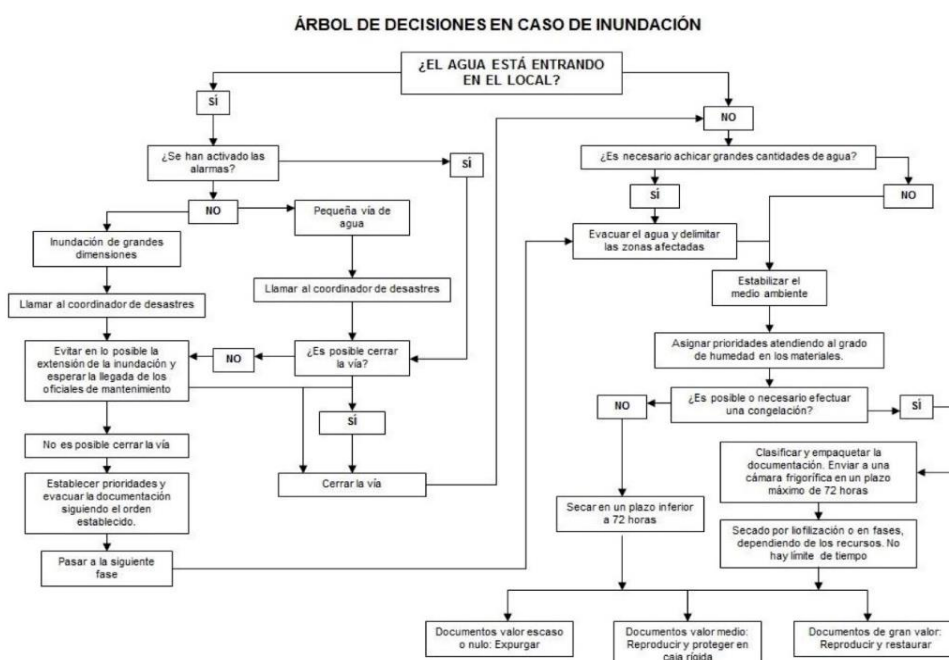 ÁRBOL DE DECISIONES EN CASO DE INUNDACIÓN
¿EL AGUA ESTÁ ENTRANDO
EN EL LOCAL?
SÍ
NO
¿Se han activado las
alarmas?
SÍ
¿Es necesario achicar grandes cantidades de agua?
NO
Pequeña vía de
agua
SÍ
NO
Inundación de grandes
dimensiones
Evacuar el agua y delimitar
las zonas afectadas
Llamar al coordinador de desastres
Llamar al coordinador de desastres
Estabilizar el
medio ambiente
Evitar en lo posible la
extensión de la inundación y
esperar la llegada de los
oficiales de mantenimiento
NO
¿Es posible cerrar
la vía?
Asignar prioridades atendiendo al grado
de humedad en los materiales.
SÍ
NO
¿Es posible o necesario efectuar
una congelación?
SÍ
No es posible cerrar la vía
Cerrar la vía
Clasificar y empaquetar la
documentación. Enviar a una
cámara frigorífica en un plazo
máximo de 72 horas
Establecer prioridades y
evacuar la documentación
siguiendo el orden
establecido.
Secar en un plazo inferior
a 72 horas
Secado por liofilización o en fases,
dependiendo de los recursos. No
hay límite de tiempo
Pasar a la siguiente
fase
Documentos valor escaso
o nulo: Expurgar
Documentos valor medio:
Reproducir y proteger en
caja rígida
Documentos de gran valor:
Reproducir y restaurar